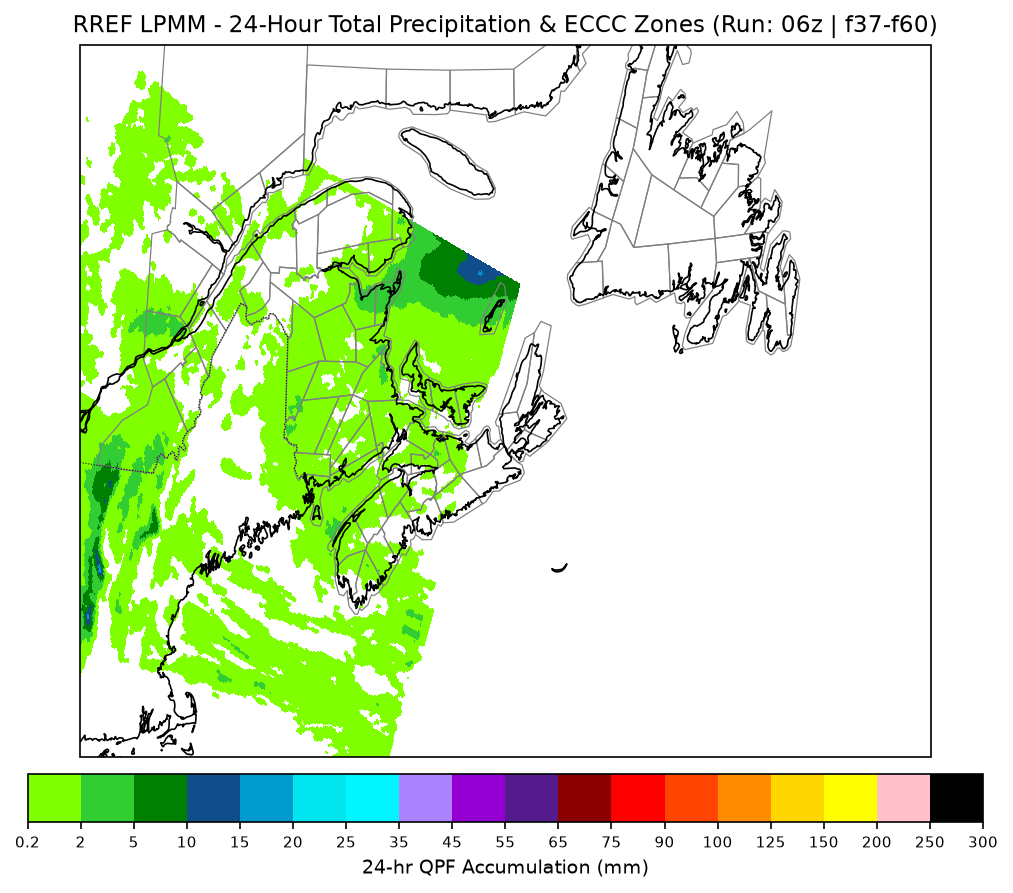 RREF LPMM - 24-Hour Total Precipitation & ECCC Zones (Run: 06z | f37-f60)
0.2 2 5 10 15 20 25 35 45 55 65 75 90 100 125 150 200 250 300
24-hr QPF Accumulation (mm)